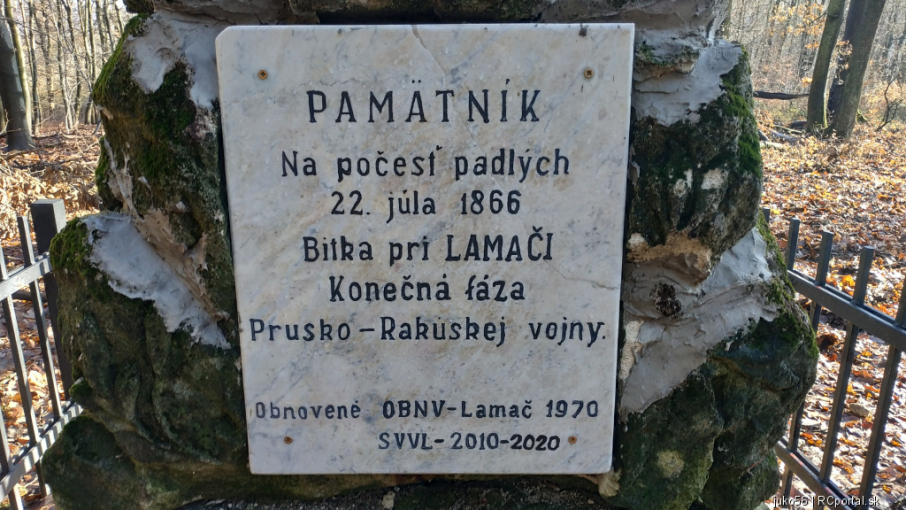 PAMÄTNÍK
Na počesť padlých
22. júla 1866
Bitka pri LAMAČI
Konečná fáza
Prusko-Rakúskej vojny.
Obnovené OBNV-Lamač 1970
SVVL-2010-2020
juko56 | RCportal.sk